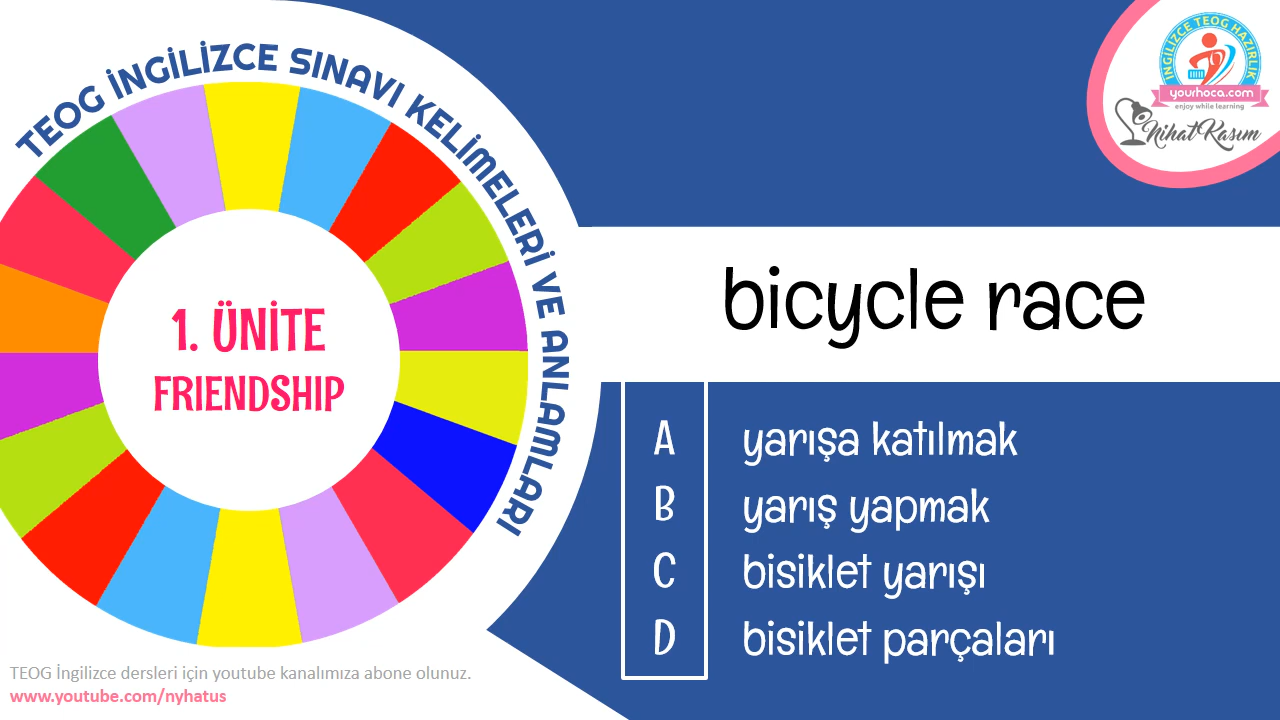 TEOG İNGİLİZCE SINAVI KELİMELERİ VE ANLAMLARI
İNGİLİZCE TEOG HAZIRLIK
yourhoca.com
enjoy while learning
Nihat Kasım
1. ÜNİTE
FRIENDSHIP
bicycle race
A yarışa katılmak
B yarış yapmak
C bisiklet yarışı
D bisiklet parçaları
TEOG İngilizce dersleri için youtube kanalımıza abone olunuz.
www.youtube.com/nyhatus